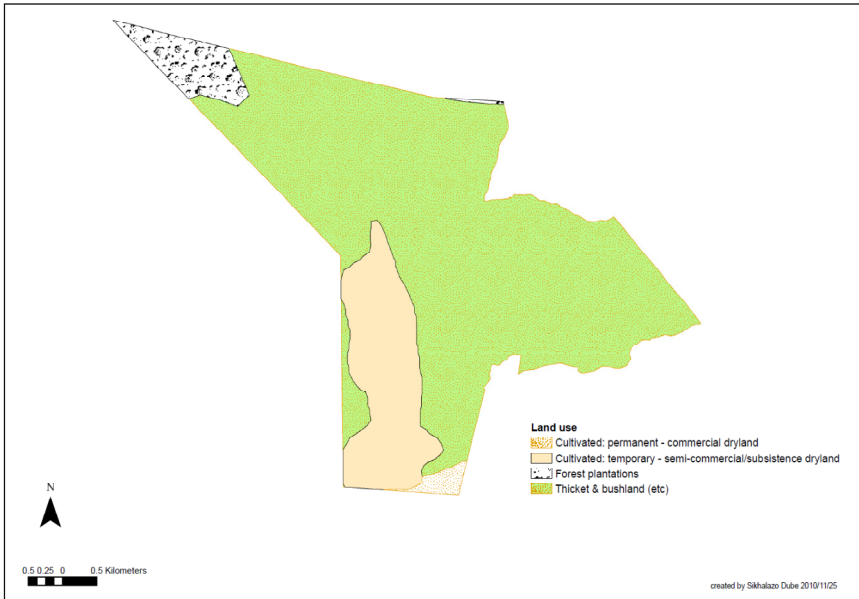 Land use
Cultivated: permanent - commercial dryland
Cultivated: temporary - semi-commercial/subsistence dryland
Forest plantations
Thicket & bushland (etc)
N
0.5 0.25 0 0.5 Kilometers
created by Sikhalazo Dube 2010/11/25